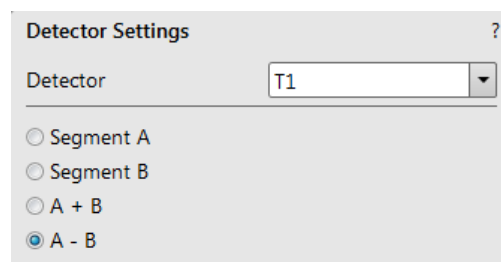 Detector Settings ?
Detector T1
Segment A
Segment B
A + B
A - B